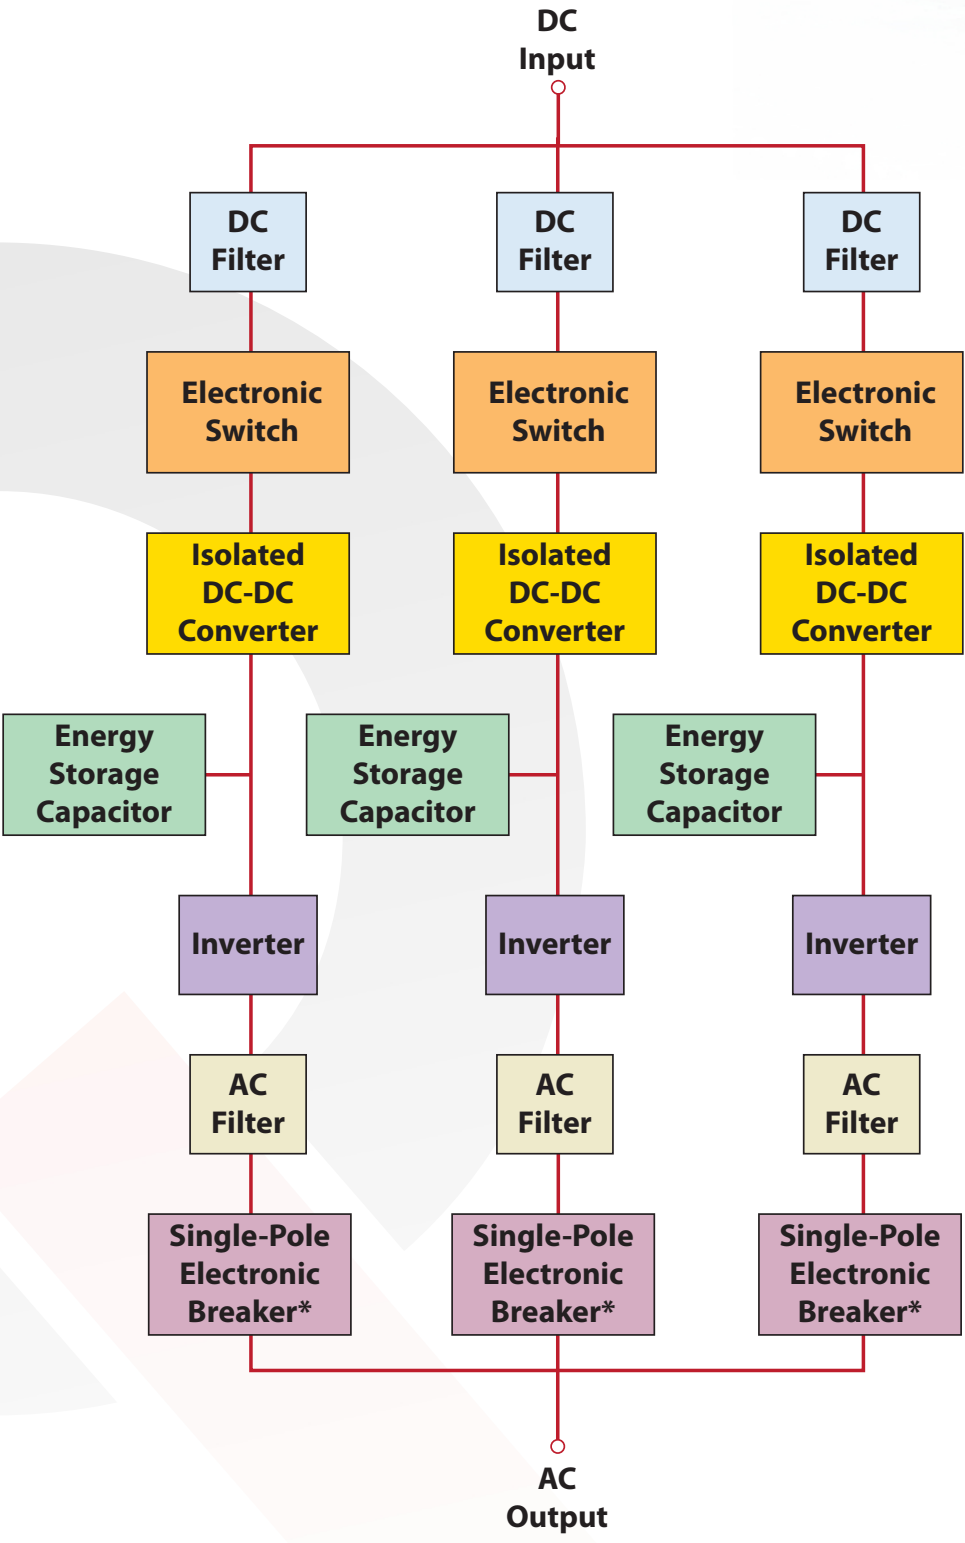 DC
Input
DC
Filter
DC
Filter
DC
Filter
Electronic
Switch
Electronic
Switch
Electronic
Switch
Isolated
DC-DC
Converter
Isolated
DC-DC
Converter
Isolated
DC-DC
Converter
Energy
Storage
Capacitor
Energy
Storage
Capacitor
Energy
Storage
Capacitor
Inverter
Inverter
Inverter
AC
Filter
AC
Filter
AC
Filter
Single-Pole
Electronic
Breaker*
Single-Pole
Electronic
Breaker*
Single-Pole
Electronic
Breaker*
AC
Output